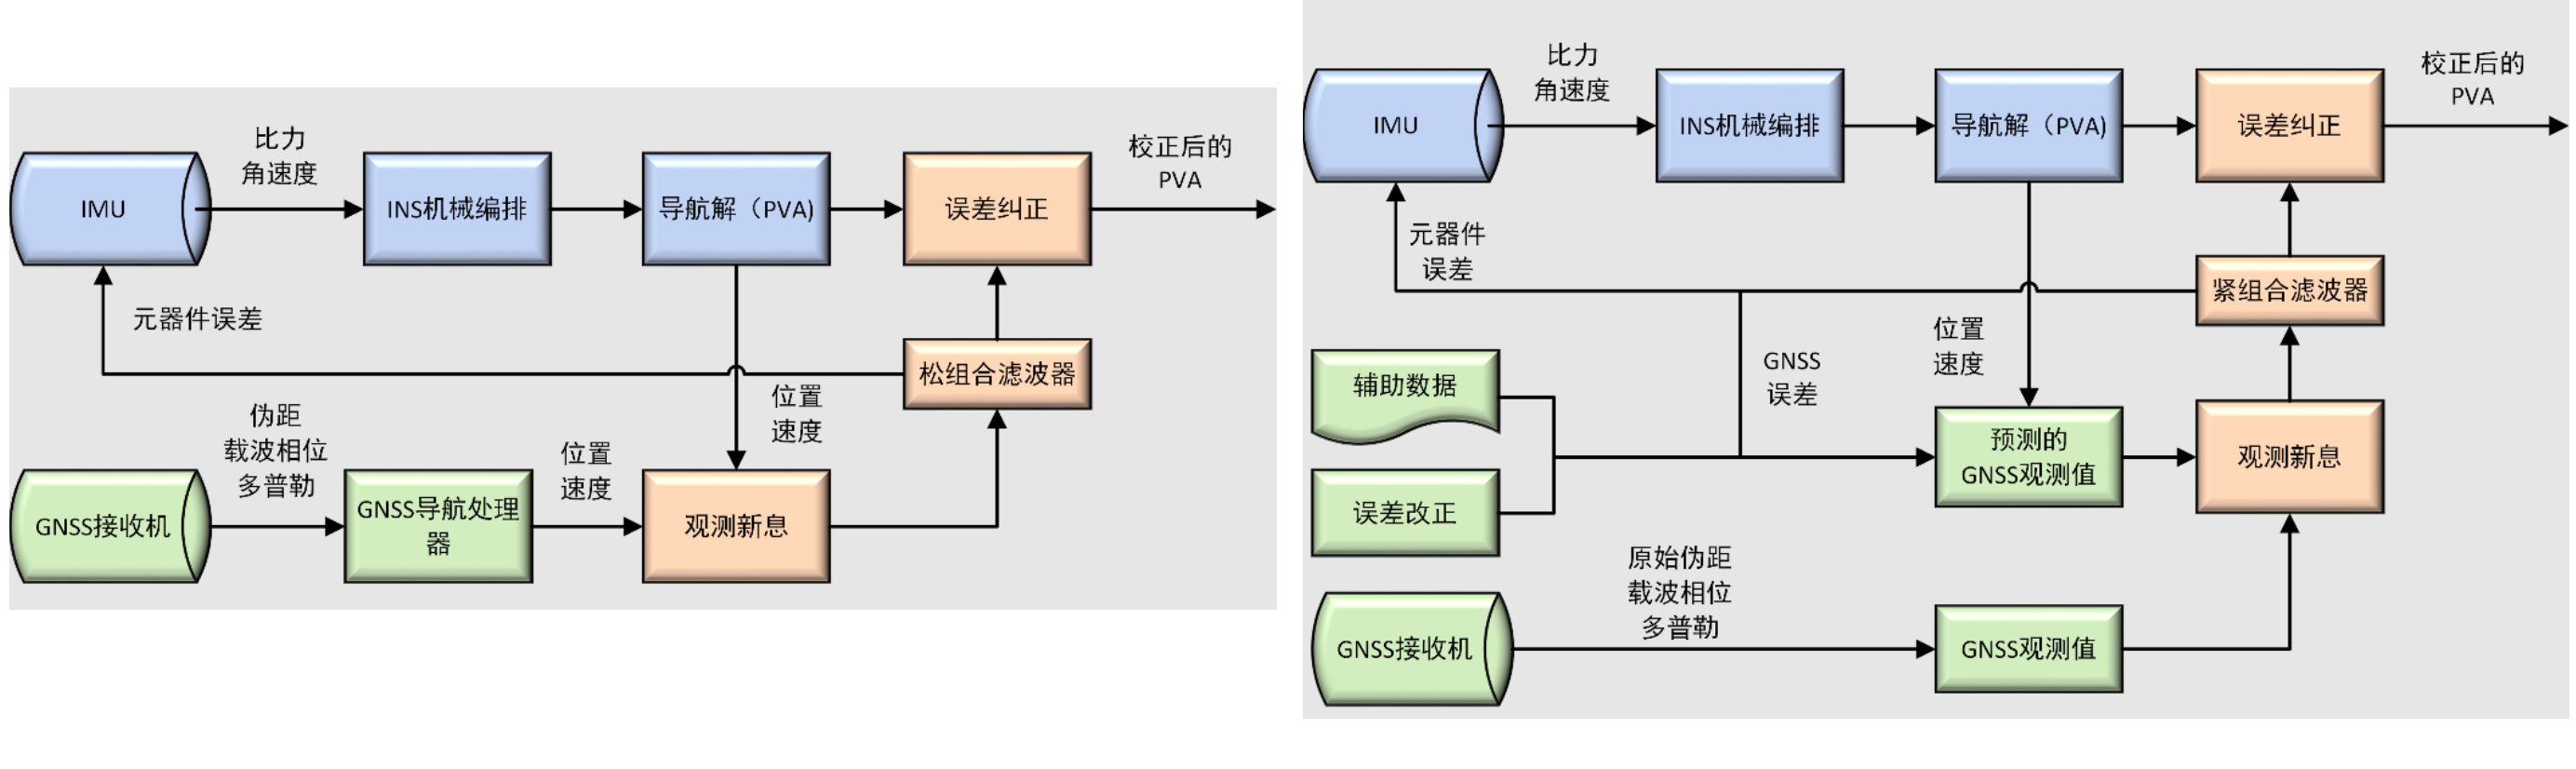 比力
角速度
校正后的
PVA
IMU
INS机械编排
导航解（PVA)
误差纠正
元器件误差
松组合滤波器
位置
速度
伪距
载波相位
多普勒
位置
速度
GNSS接收机
GNSS导航处理
器
观测新息
比力
角速度
校正后的
PVA
IMU
INS机械编排
导航解（PVA)
误差纠正
元器件
误差
紧组合滤波器
位置
速度
GNSS
误差
辅助数据
预测的
GNSS观测值
观测新息
误差改正
原始伪距
载波相位
多普勒
GNSS接收机
GNSS观测值